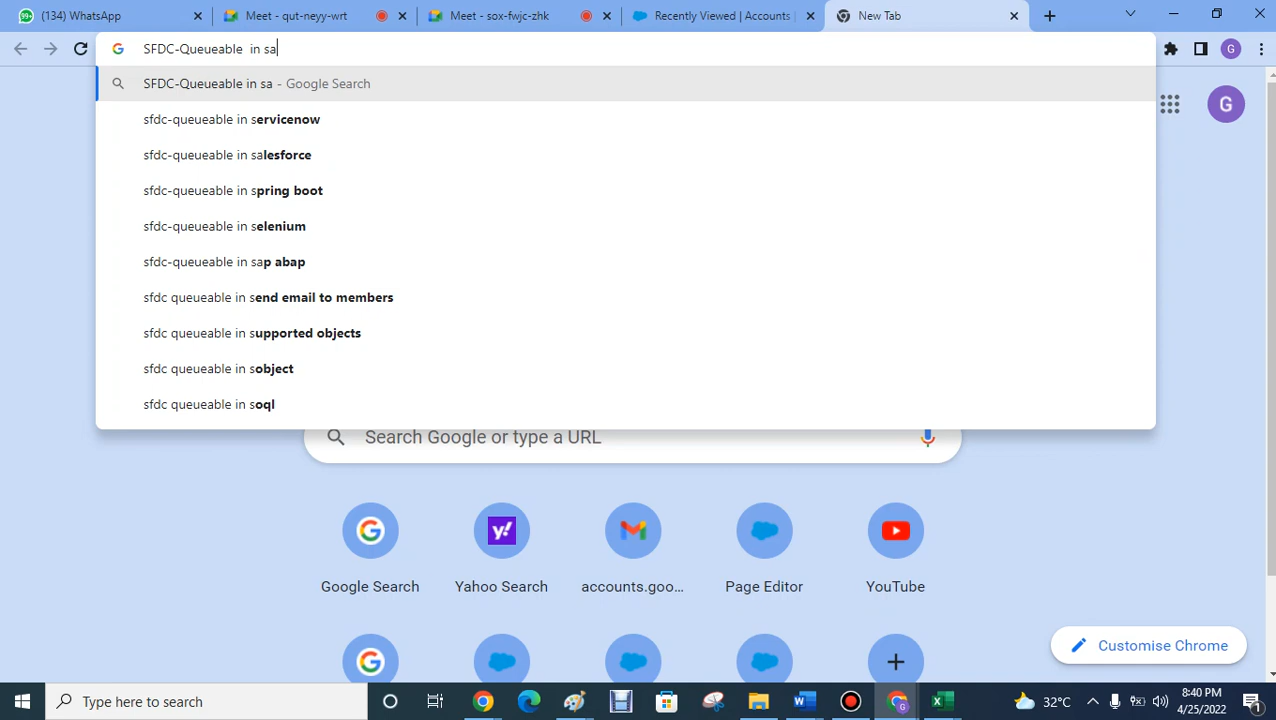 (134) WhatsApp
Meet - qut-neyy-wrt
Meet - sox-fwjc-zhk
Recently Viewed | Accounts |
New Tab
SFDC-Queueable  in sa
G
SFDC-Queueable in sa - Google Search
sfdc-queueable in servicenow
G
sfdc-queueable in salesforce
sfdc-queueable in spring boot
sfdc-queueable in selenium
sfdc-queueable in sap abap
sfdc queueable in send email to members
sfdc queueable in supported objects
sfdc queueable in sobject
sfdc queueable in soql
Search Google or type a URL
Google Search
Yahoo Search
accounts.goo...
Page Editor
YouTube
Customise Chrome
Type here to search
32°C
8:40 PM
4/25/2022